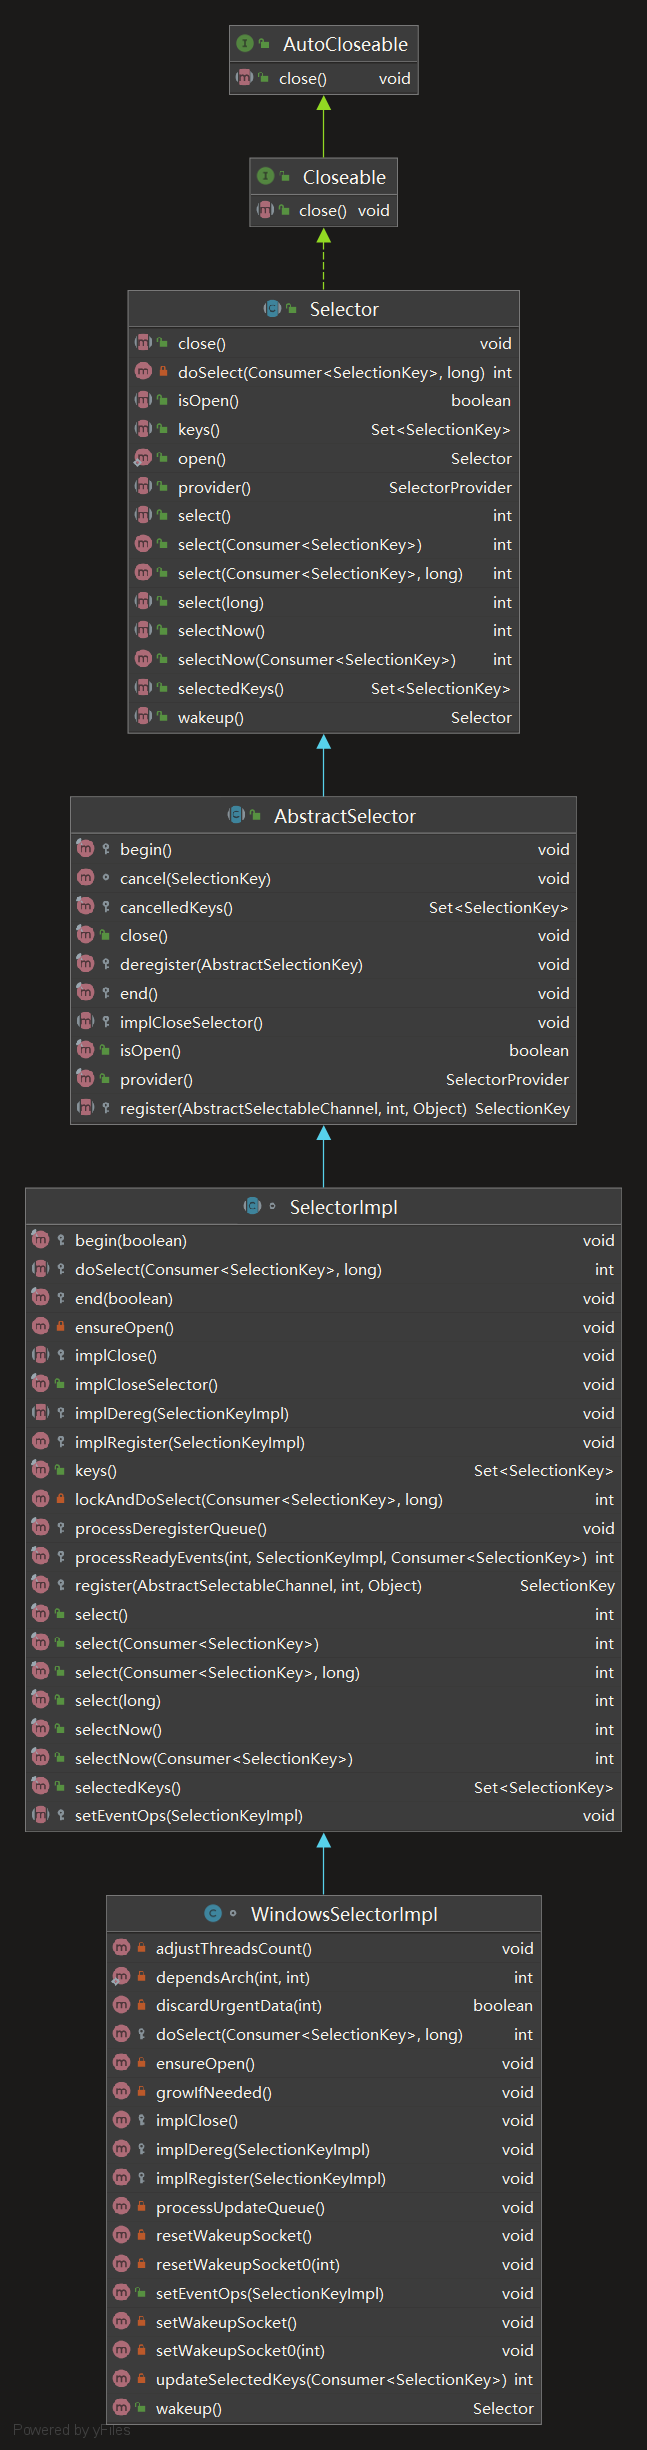 AutoCloseable
close() void
Closeable
close() void
Selector
close() void
doSelect(Consumer<SelectionKey>, long) int
isOpen() boolean
keys() Set<SelectionKey>
open() Selector
provider() SelectorProvider
select() int
select(Consumer<SelectionKey>) int
select(Consumer<SelectionKey>, long) int
select(long) int
selectNow() int
selectNow(Consumer<SelectionKey>) int
selectedKeys() Set<SelectionKey>
wakeup() Selector
AbstractSelector
begin() void
cancel(SelectionKey) void
cancelledKeys() Set<SelectionKey>
close() void
deregister(AbstractSelectionKey) void
end() void
implCloseSelector() void
isOpen() boolean
provider() SelectorProvider
register(AbstractSelectableChannel, int, Object) SelectionKey
SelectorImpl
begin(boolean) void
doSelect(Consumer<SelectionKey>, long) int
end(boolean) void
ensureOpen() void
implClose() void
implCloseSelector() void
implDereg(SelectionKeyImpl) void
implRegister(SelectionKeyImpl) void
keys() Set<SelectionKey>
lockAndDoSelect(Consumer<SelectionKey>, long) int
processDeregisterQueue() void
processReadyEvents(int, SelectionKeyImpl, Consumer<SelectionKey>) int
register(AbstractSelectableChannel, int, Object) SelectionKey
select() int
select(Consumer<SelectionKey>) int
select(Consumer<SelectionKey>, long) int
select(long) int
selectNow() int
selectNow(Consumer<SelectionKey>) int
selectedKeys() Set<SelectionKey>
setEventOps(SelectionKeyImpl) void
WindowsSelectorImpl
adjustThreadsCount() void
dependsArch(int, int) int
discardUrgentData(int) boolean
doSelect(Consumer<SelectionKey>, long) int
ensureOpen() void
growIfNeeded() void
implClose() void
implDereg(SelectionKeyImpl) void
implRegister(SelectionKeyImpl) void
processUpdateQueue() void
resetWakeupSocket() void
resetWakeupSocket0(int) void
setEventOps(SelectionKeyImpl) void
setWakeupSocket() void
setWakeupSocket0(int) void
updateSelectedKeys(Consumer<SelectionKey>) int
wakeup() Selector
Powered by yFiles